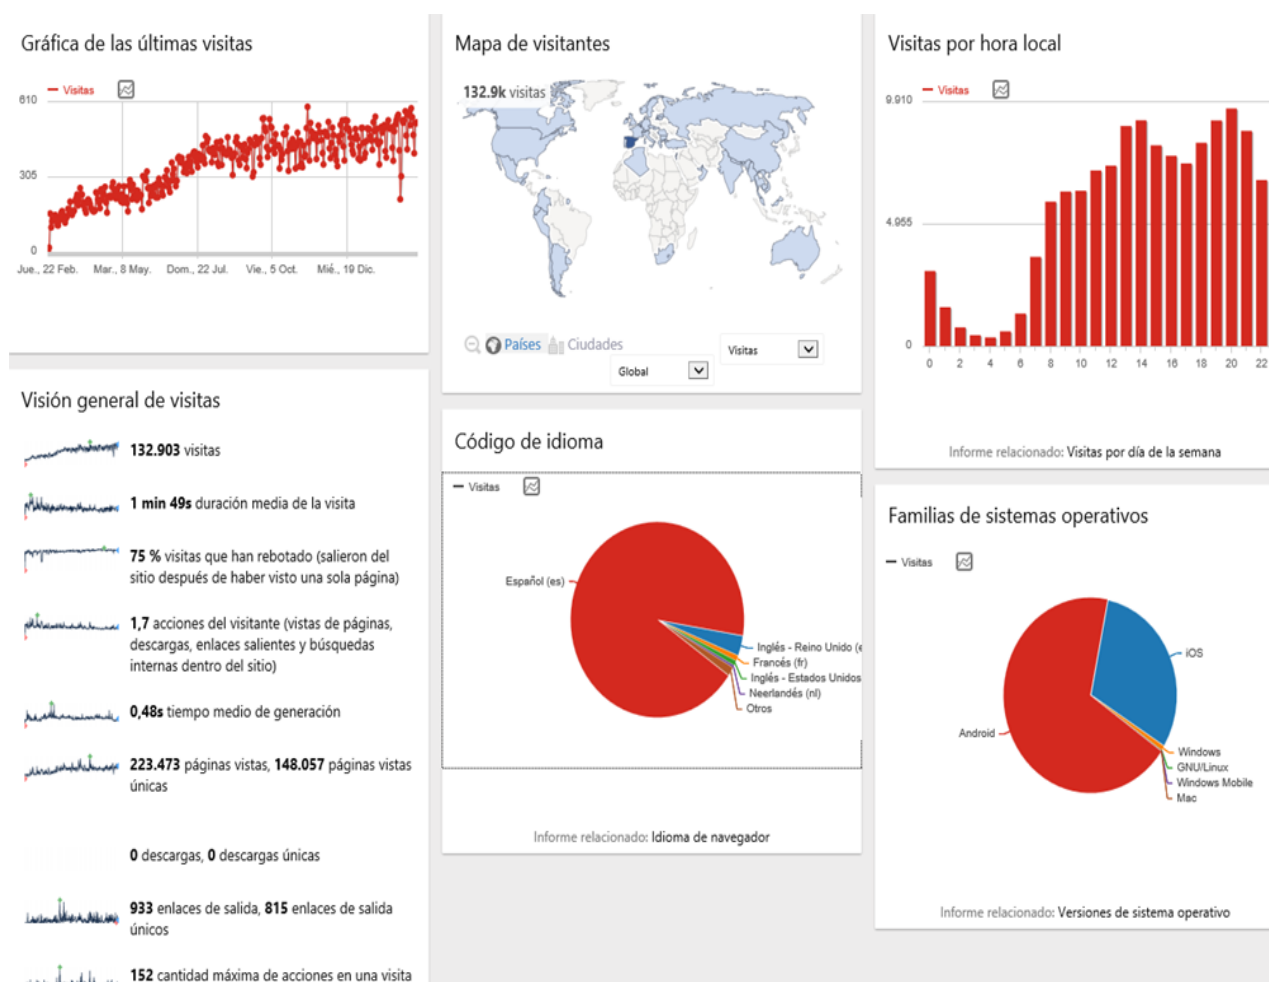 Gráfica de las últimas visitas
Visitas
610
305
0
Jue., 22 Feb. Mar., 8 May. Dom., 22 Jul. Vie., 5 Oct. Mié., 19 Dic.
Visión general de visitas
132.903 visitas
1 min 49s duración media de la visita
75 % visitas que han rebotado (salieron del
sitio después de haber visto una sola página)
1,7 acciones del visitante (vistas de páginas,
descargas, enlaces salientes y búsquedas
internas dentro del sitio)
0,48s tiempo medio de generación
223.473 páginas vistas, 148.057 páginas vistas
únicas
0 descargas, 0 descargas únicas
933 enlaces de salida, 815 enlaces de salida
únicos
152 cantidad máxima de acciones en una visita
Mapa de visitantes
132.9k visitas
Países Ciudades
Visitas
Global
Código de idioma
Visitas
Español (es)
Inglés - Reino Unido (e
Francés (fr)
Inglés - Estados Unidos
Neerlandés (nl)
Otros
Informe relacionado: Idioma de navegador
Visitas por hora local
Visitas
9.910
4.955
0
0 2 4 6 8 10 12 14 16 18 20 22
Informe relacionado: Visitas por día de la semana
Familias de sistemas operativos
Visitas
iOS
Android
Windows
GNU/Linux
Windows Mobile
Mac
Informe relacionado: Versiones de sistema operativo